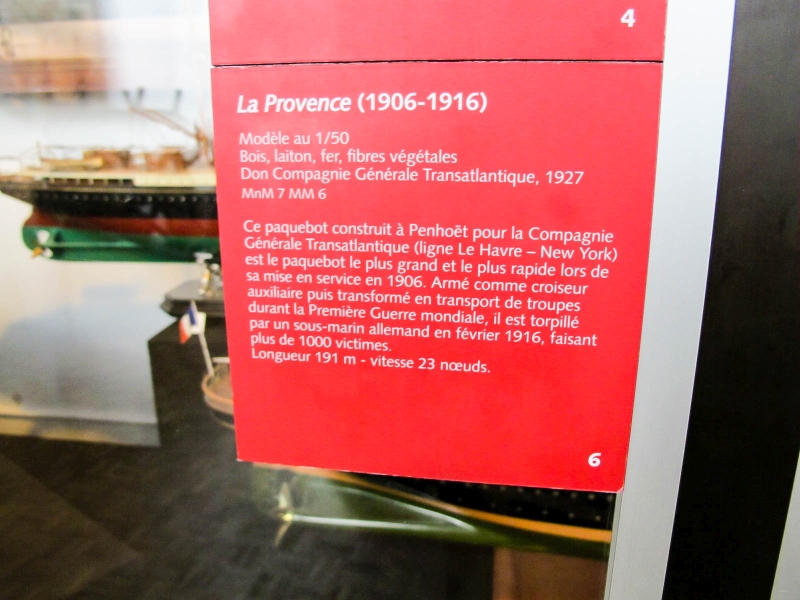 4
La Provence (1906-1916)
Modèle au 1/50
Bois, laiton, fer, fibres végétales
Don Compagnie Générale Transatlantique, 1927
MnM 7 MM 6
Ce paquebot construit à Penhoët pour la Compagnie
Générale Transatlantique (ligne Le Havre – New York)
est le paquebot le plus grand et le plus rapide lors de
sa mise en service en 1906. Armé comme croiseur
auxiliaire puis transformé en transport de troupes
durant la Première Guerre mondiale, il est torpillé
par un sous-marin allemand en février 1916, faisant
plus de 1000 victimes.
Longueur 191 m - vitesse 23 nœuds.
6